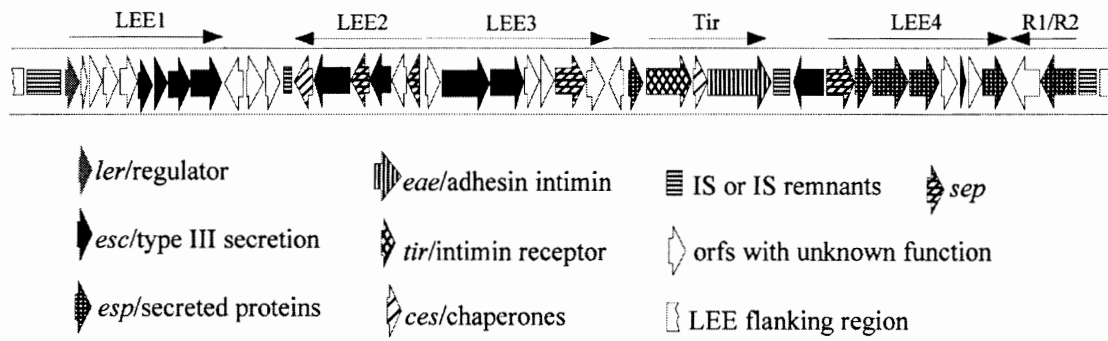 LEE1 LEE2 LEE3 Tir LEE4 R1/R2
ler/regulator
eae/adhesin intimin
IS or IS remnants
sep
esc/type III secretion
tir/intimin receptor
orfs with unknown function
esp/secreted proteins
ces/chaperones
LEE flanking region